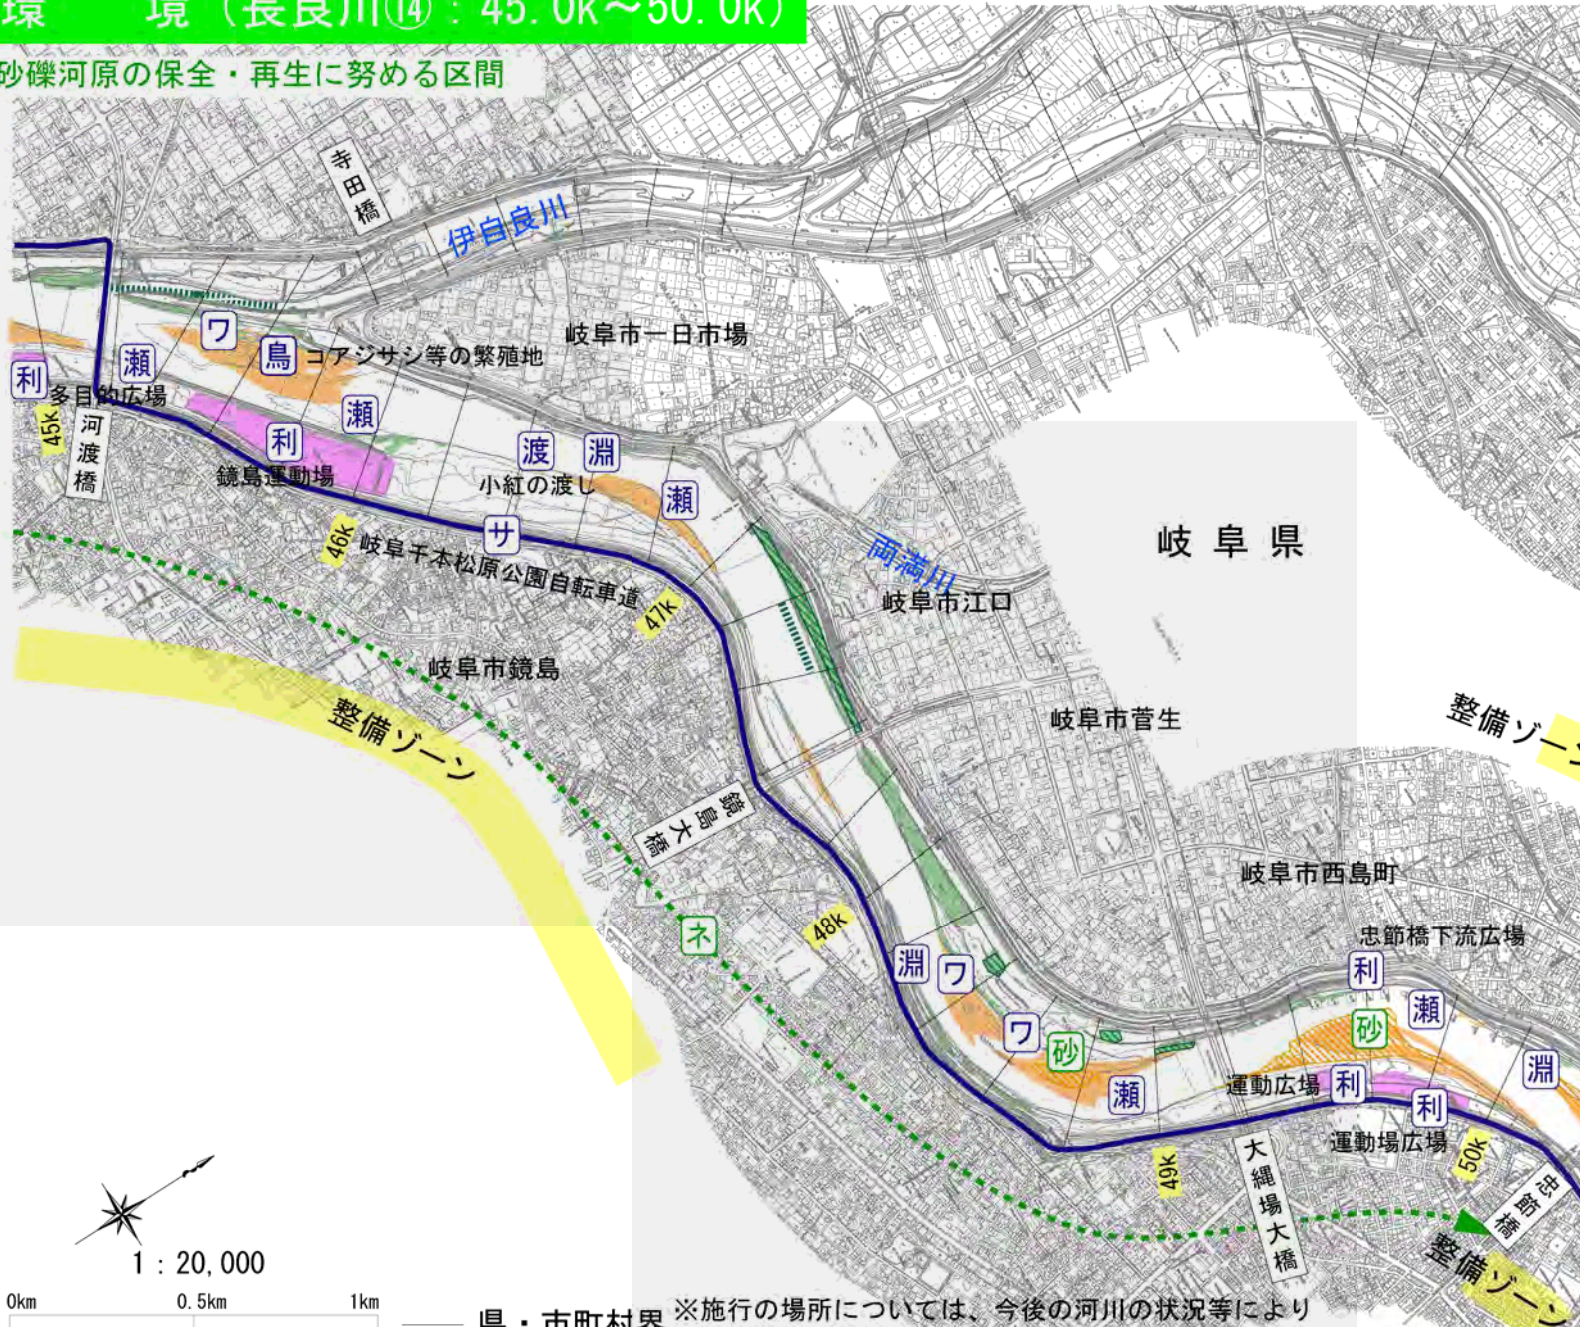 環 境（長良川⑭：45.0k～50.0k）
砂礫河原の保全・再生に努める区間
寺田橋
伊自良川
岐阜市一日市場
ワ
鳥
コアジサシ等の繁殖地
瀬
利
多目的広場
瀬
45k
河渡橋
利
鏡島運動場
渡
淵
小紅の渡し
瀬
サ
46k
岐阜千本松原公園自転車道
47k
両満川
岐阜市江口
岐阜県
岐阜市鏡島
整備ゾーン
岐阜市菅生
整備ゾーン
鏡島大橋
岐阜市西島町
ネ
48k
忠節橋下流広場
淵
ワ
利
瀬
ワ
砂
砂
瀬
運動広場
利
利
淵
運動場広場
49k
50k
大縄場大橋
忠節橋
整備ゾーン
1：20,000
0km 0.5km 1km
県・市町村界
※施行の場所については、今後の河川の状況等により